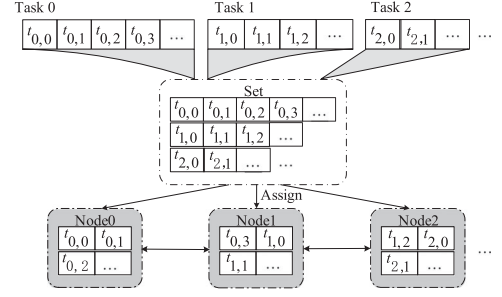 Task 0 Task 1 Task 2
t0,0 t0,1 t0,2 t0,3 ... t1,0 t1,1 t1,2 ... t2,0 t2,1 ... ...
Set
t0,0 t0,1 t0,2 t0,3 ...
t1,0 t1,1 t1,2 ...
t2,0 t2,1 ... ...
Assign
Node0 Node1 Node2
t0,0 t0,1 t0,3 t1,0 t1,2 t2,0
t0,2 ... t1,1 ... t2,1 ... ...